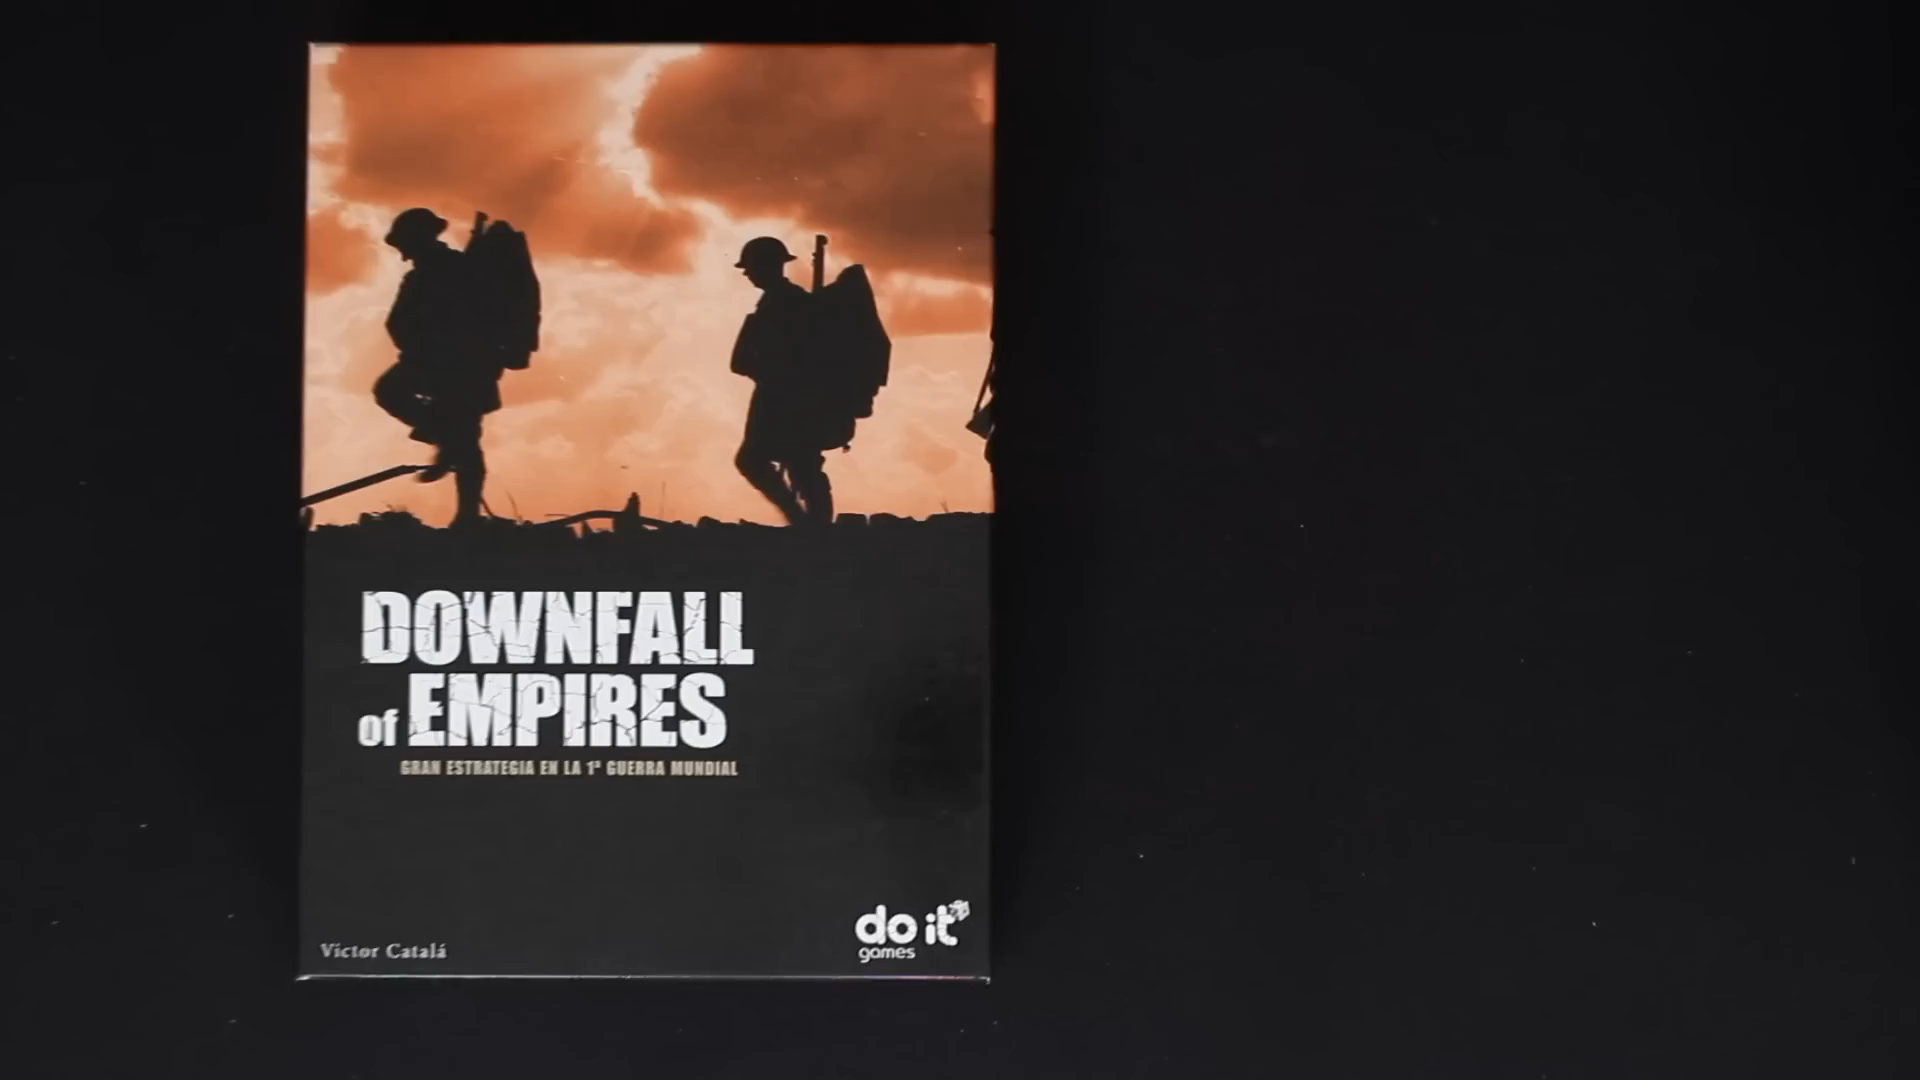 DOWNFALL
of EMPIRES
GRAN ESTRATEGIA EN LA 1ª GUERRA MUNDIAL
Víctor Catalá
do it
games